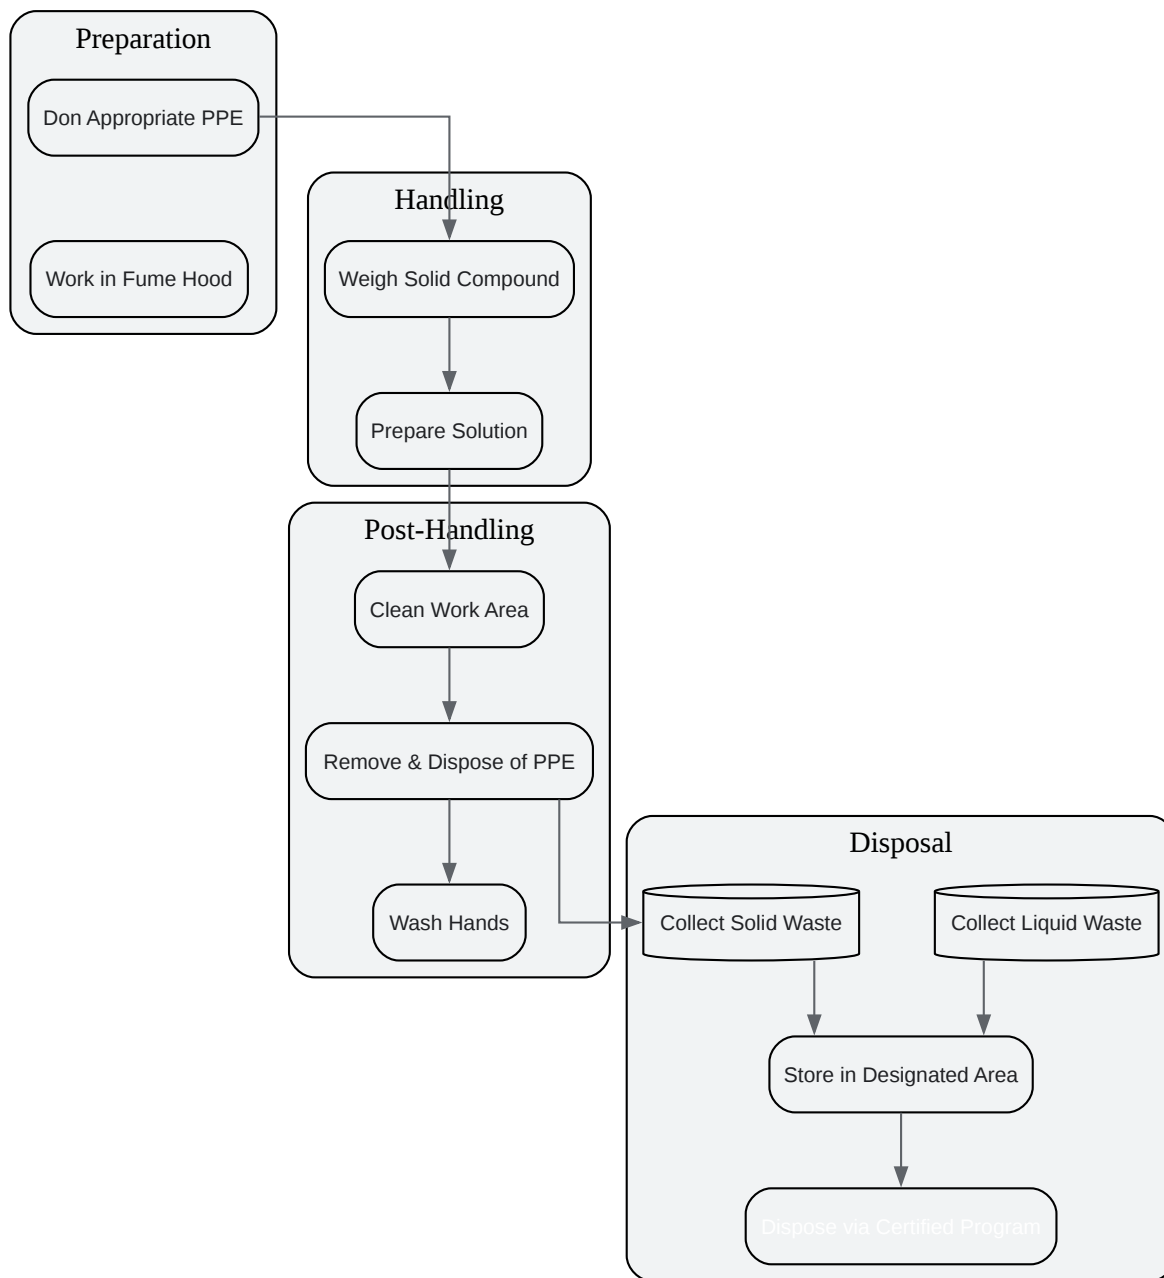 Preparation
Don Appropriate PPE
Work in Fume Hood
Handling
Weigh Solid Compound
Prepare Solution
Post-Handling
Clean Work Area
Remove & Dispose of PPE
Wash Hands
Disposal
Collect Solid Waste
Collect Liquid Waste
Store in Designated Area
Dispose via Certified Program